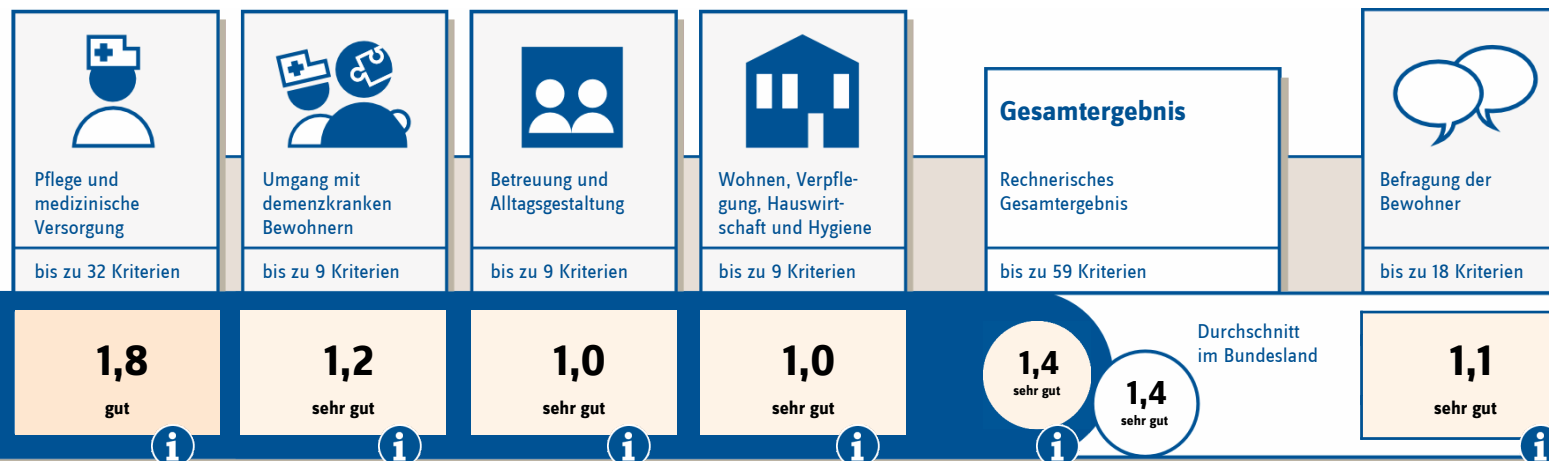 Pflege und
medizinische
Versorgung
bis zu 32 Kriterien
1,8
gut
Umgang mit
demenzkranken
Bewohnern
bis zu 9 Kriterien
1,2
sehr gut
Betreuung und
Alltagsgestaltung
bis zu 9 Kriterien
1,0
sehr gut
Wohnen, Verpfle-
gung, Hauswirt-
schaft und Hygiene
bis zu 9 Kriterien
1,0
sehr gut
Gesamtergebnis
Rechnerisches
Gesamtergebnis
bis zu 59 Kriterien
1,4
sehr gut
Durchschnitt
im Bundesland
1,4
sehr gut
Befragung der
Bewohner
bis zu 18 Kriterien
1,1
sehr gut